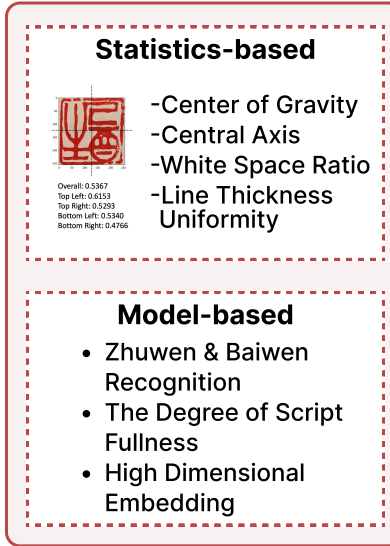 Statistics-based
-Center of Gravity
-Central Axis
-White Space Ratio
-Line Thickness
Uniformity
Overall: 0.5367
Top Left: 0.6153
Top Right: 0.5293
Bottom Left: 0.5340
Bottom Right: 0.4766
Model-based
• Zhuwen & Baiwen
Recognition
• The Degree of Script
Fullness
• High Dimensional
Embedding